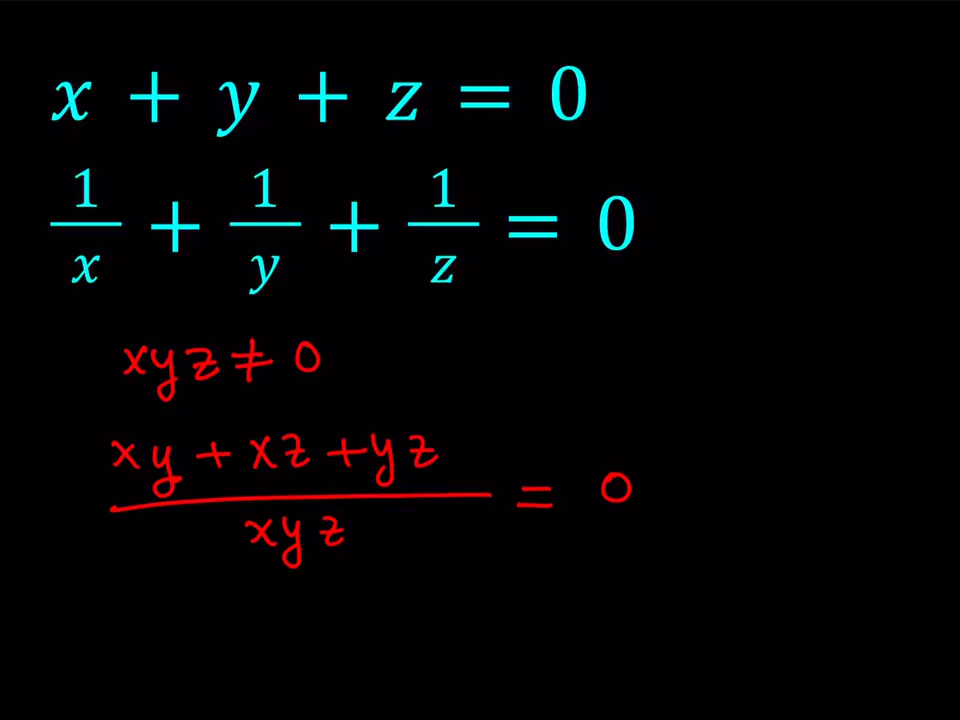 x + y + z = 0
1/x + 1/y + 1/z = 0
xyz ≠ 0
(xy + xz + yz)/(xyz) = 0